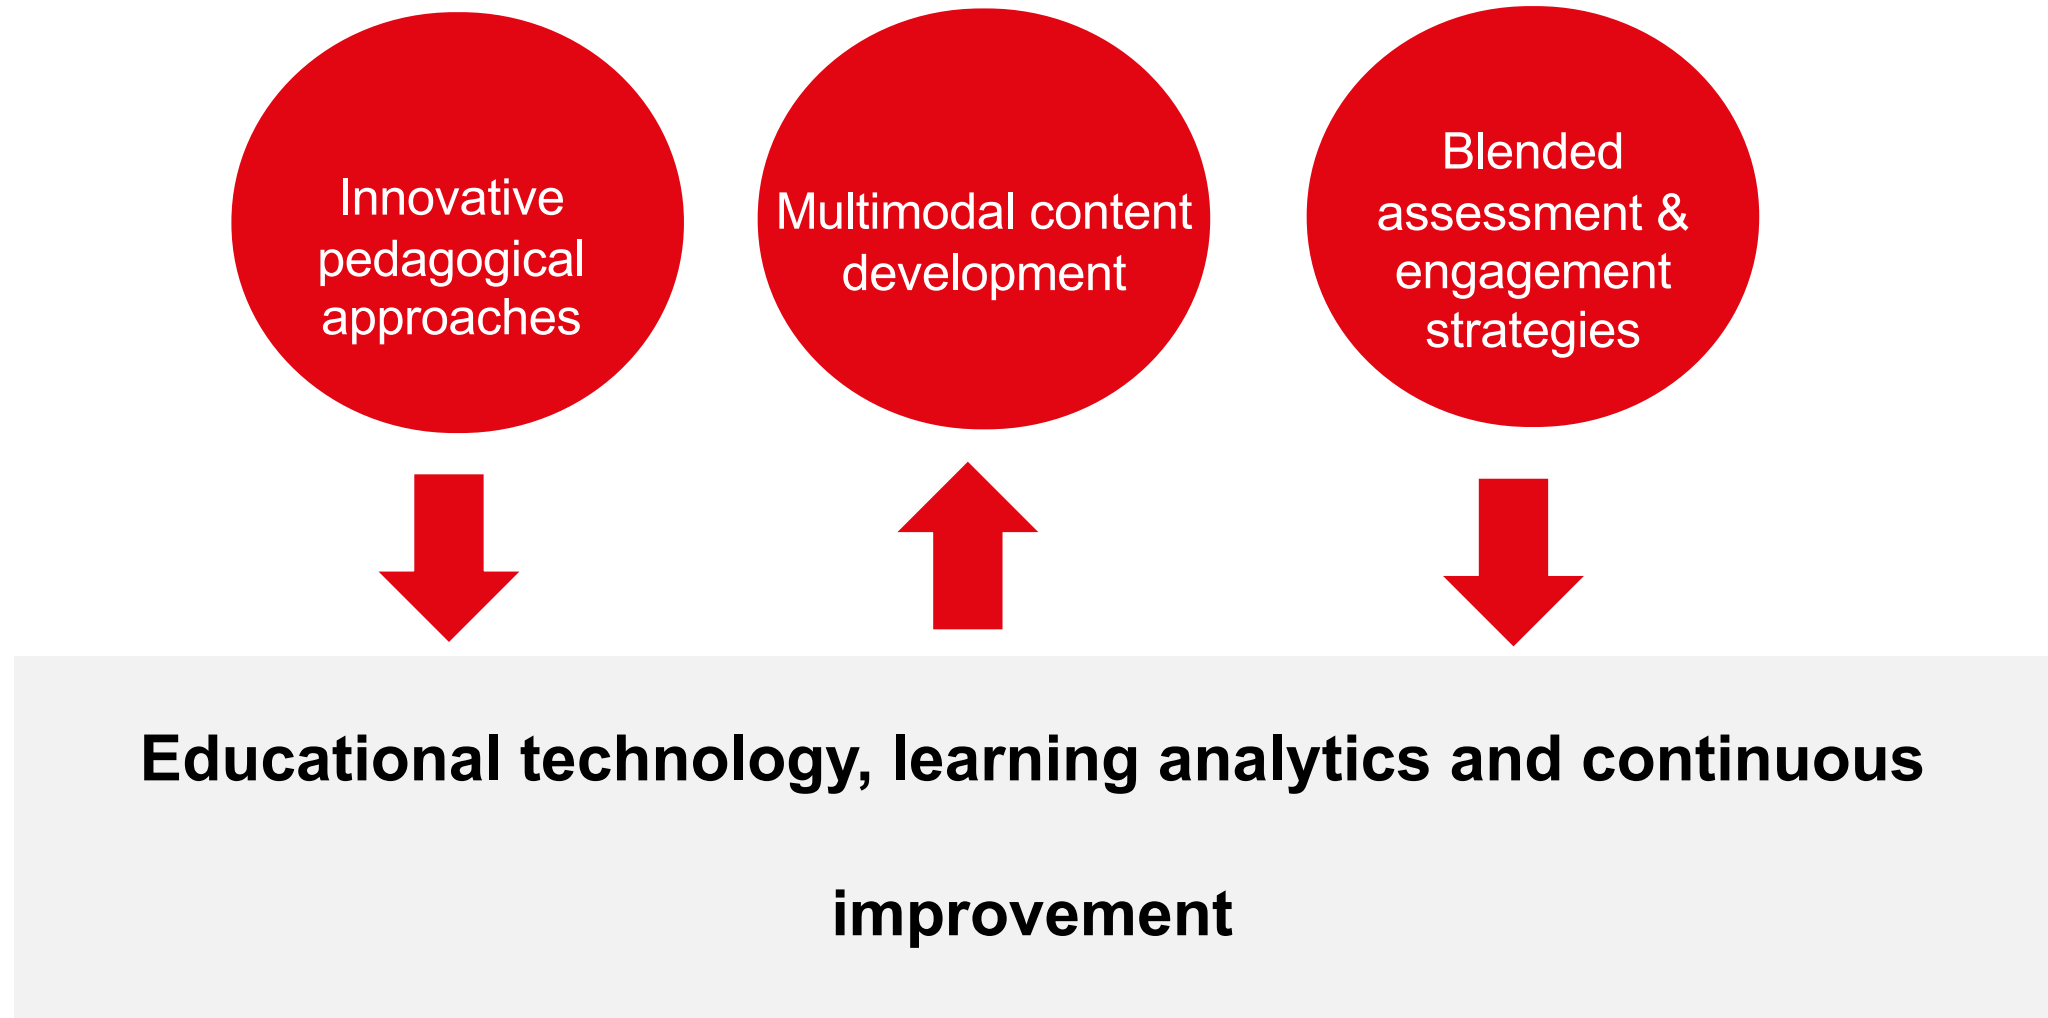 Innovative
pedagogical
approaches
Multimodal content
development
Blended
assessment &
engagement
strategies
Educational technology, learning analytics and continuous
improvement